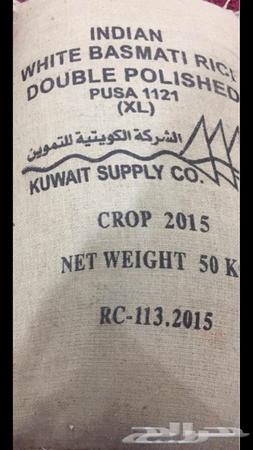 INDIAN
WHITE BASMATI RICE
DOUBLE POLISHED
PUSA 1121
(XL)
الشركة الكويتية للتموين
KUWAIT SUPPLY CO.
CROP 2015
NET WEIGHT 50 K
RC-113.2015
حراج